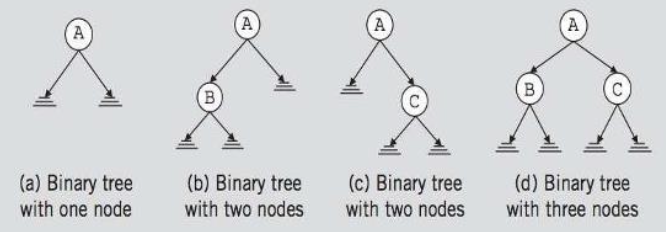 A
A
A
A
B
C
B
C
(a) Binary tree
with one node
(b) Binary tree
with two nodes
(c) Binary tree
with two nodes
(d) Binary tree
with three nodes